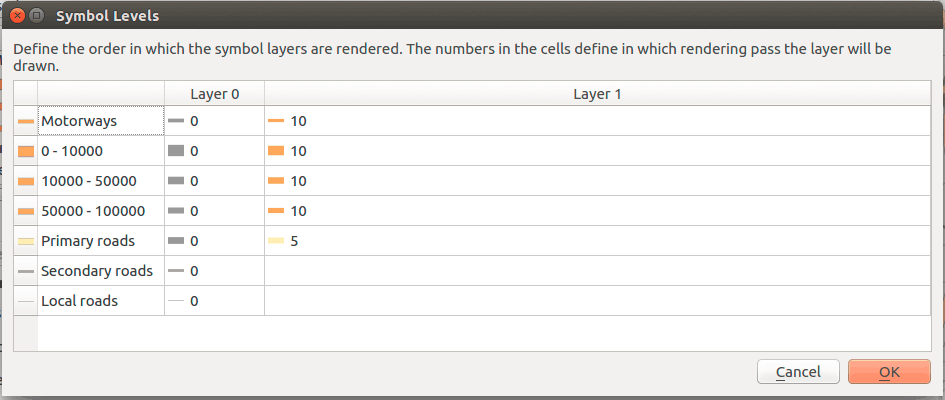 Symbol Levels
Define the order in which the symbol layers are rendered. The numbers in the cells define in which rendering pass the layer will be
drawn.
Layer 0 Layer 1
Motorways 0 10
0 - 10000 0 10
10000 - 50000 0 10
50000 - 100000 0 10
Primary roads 0 5
Secondary roads 0
Local roads 0
Cancel OK